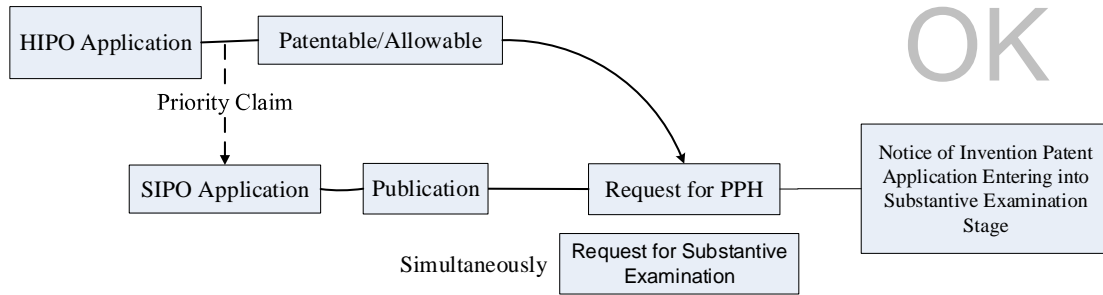 OK
HIPO Application
Patentable/Allowable
Priority Claim
SIPO Application
Publication
Request for PPH
Notice of Invention Patent
Application Entering into
Substantive Examination
Stage
Simultaneously
Request for Substantive
Examination